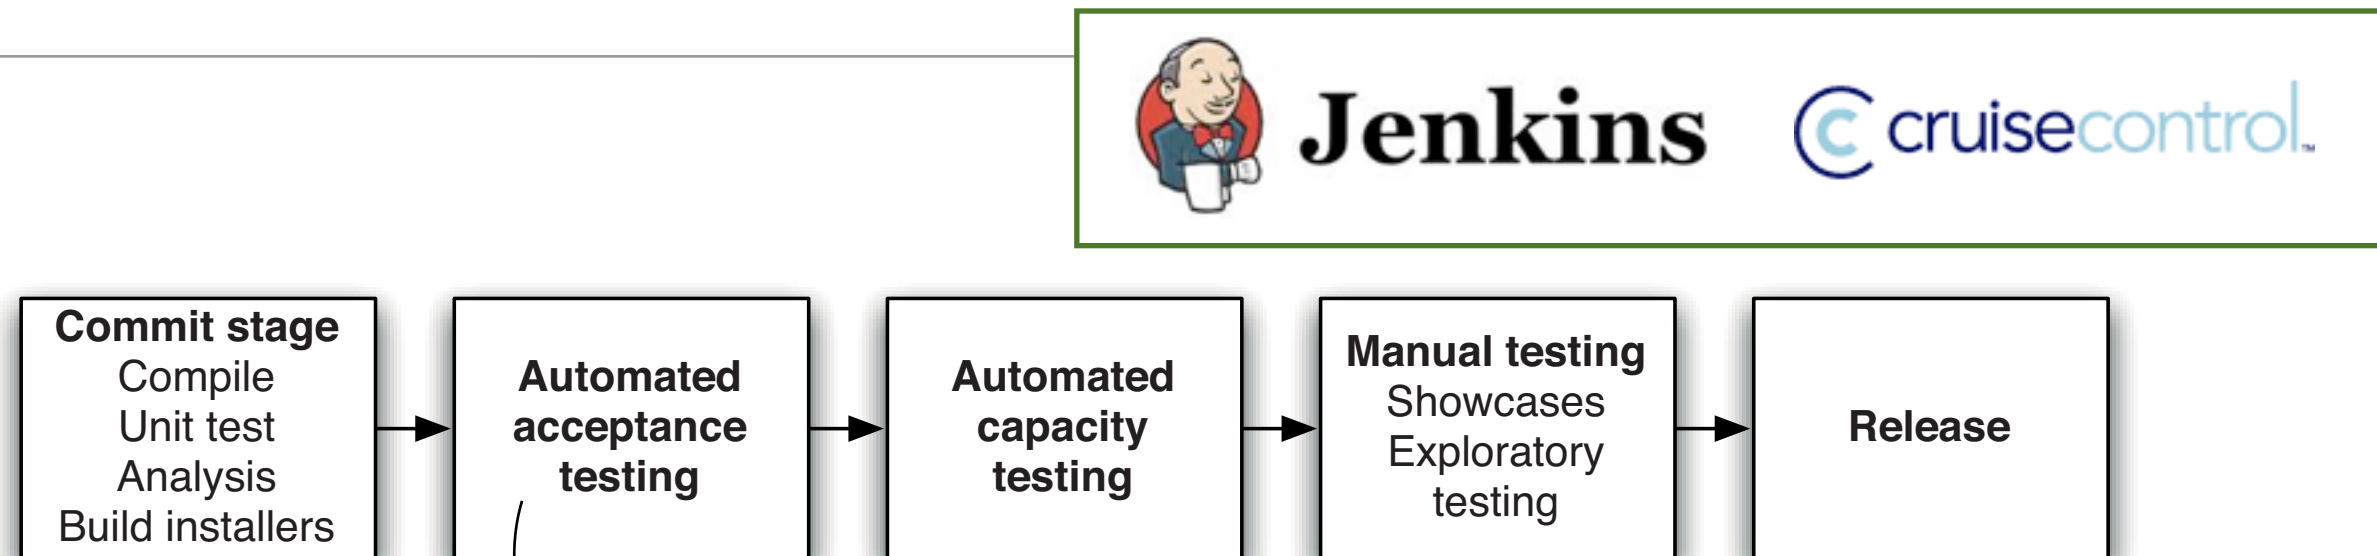 Jenkins
cruisecontrol™
Commit stage
Compile
Unit test
Analysis
Build installers
Automated
acceptance
testing
Automated
capacity
testing
Manual testing
Showcases
Exploratory
testing
Release